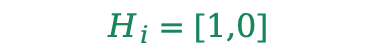 H_i = [1,0]